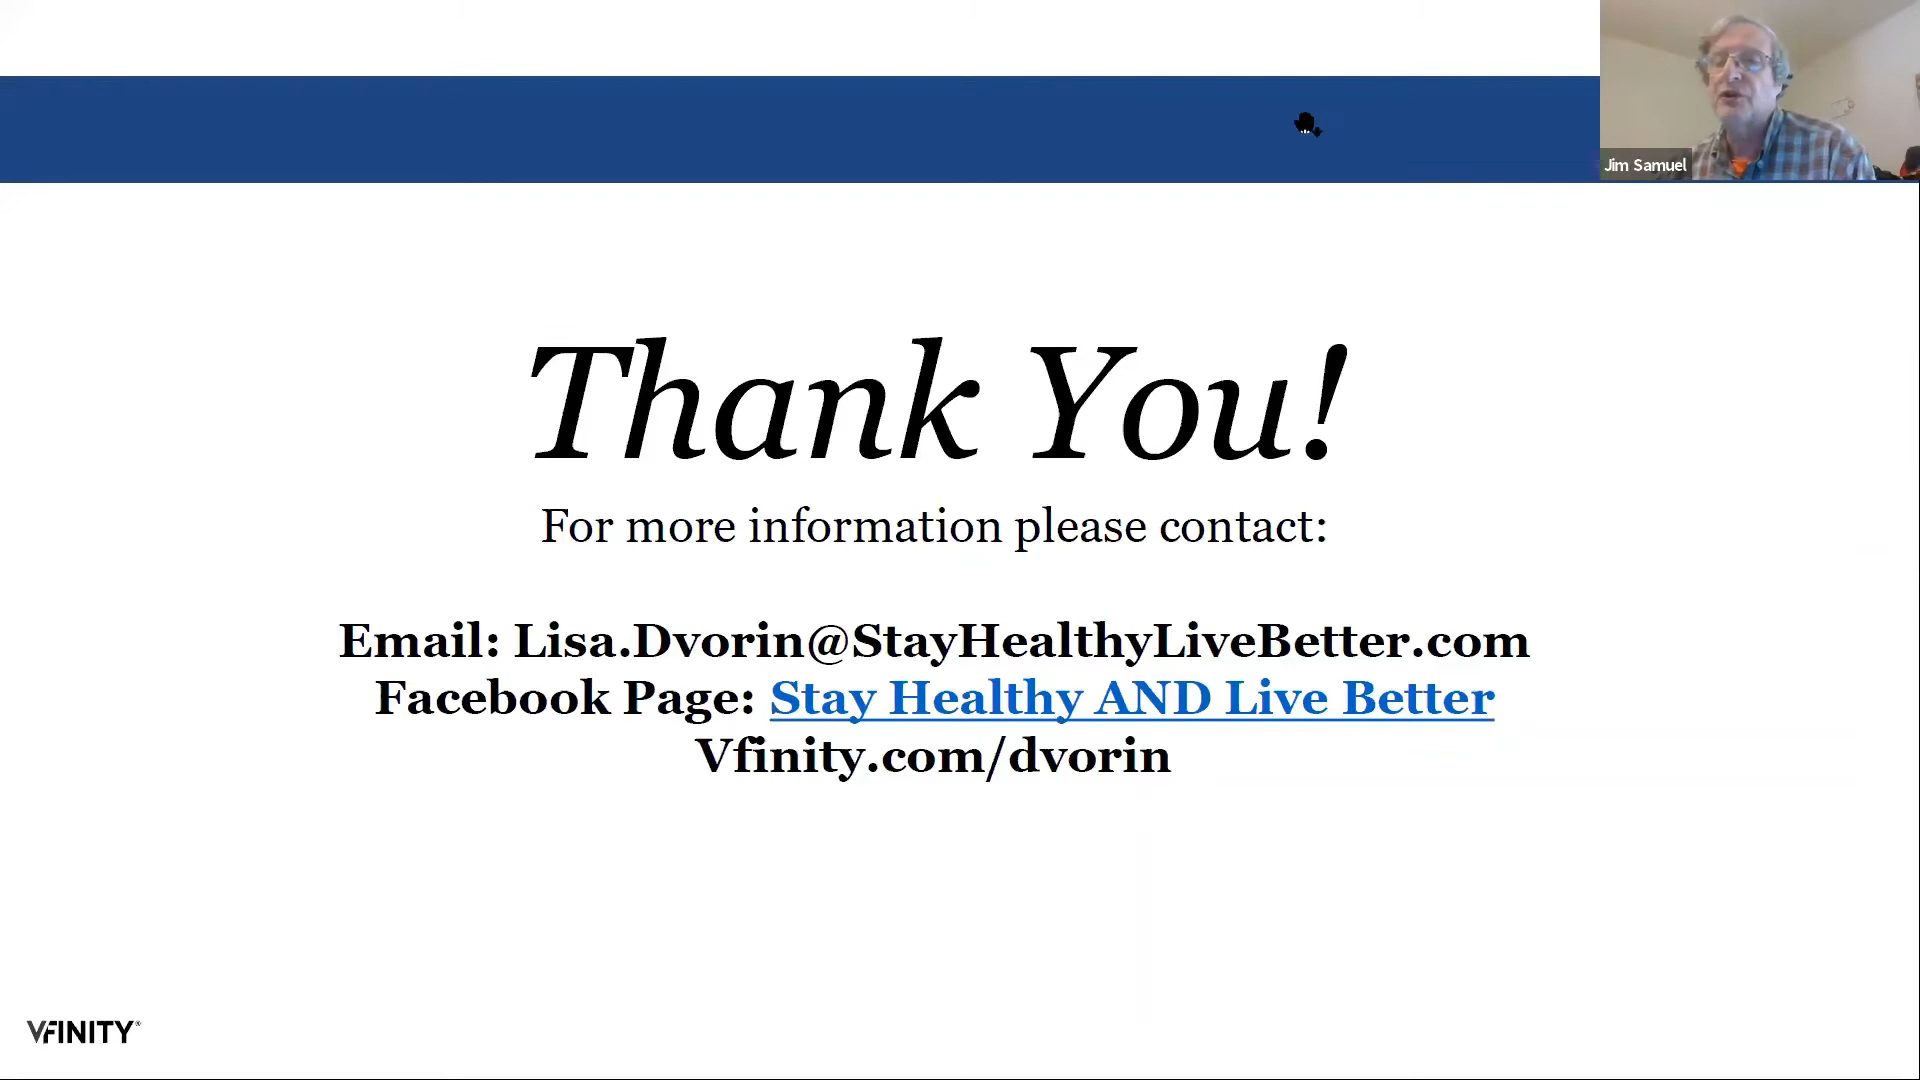 Jim Samuel
Thank You!
For more information please contact:
Email: Lisa.Dvorin@StayHealthyLiveBetter.com
Facebook Page: Stay Healthy AND Live Better
Vfinity.com/dvorin
VFINITY®